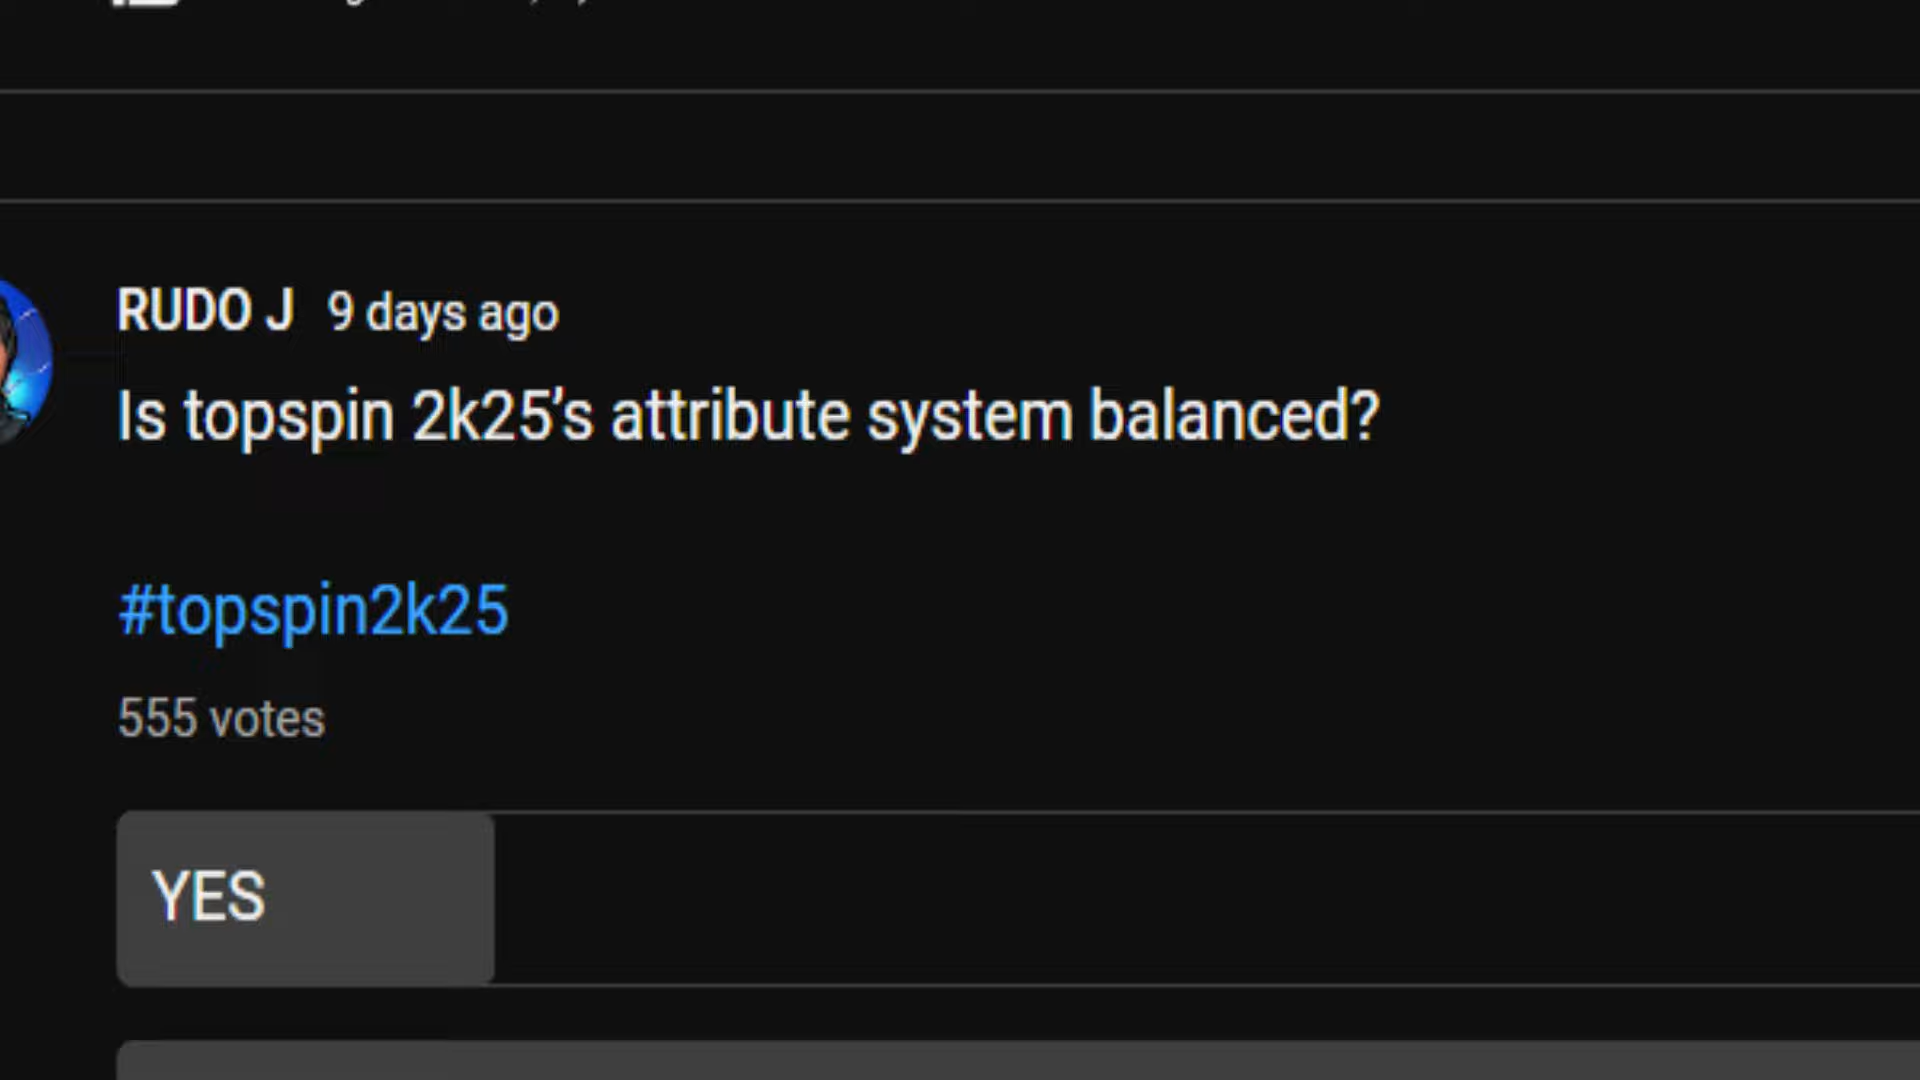 RUDO J 9 days ago
Is topspin 2k25’s attribute system balanced?
#topspin2k25
555 votes
YES